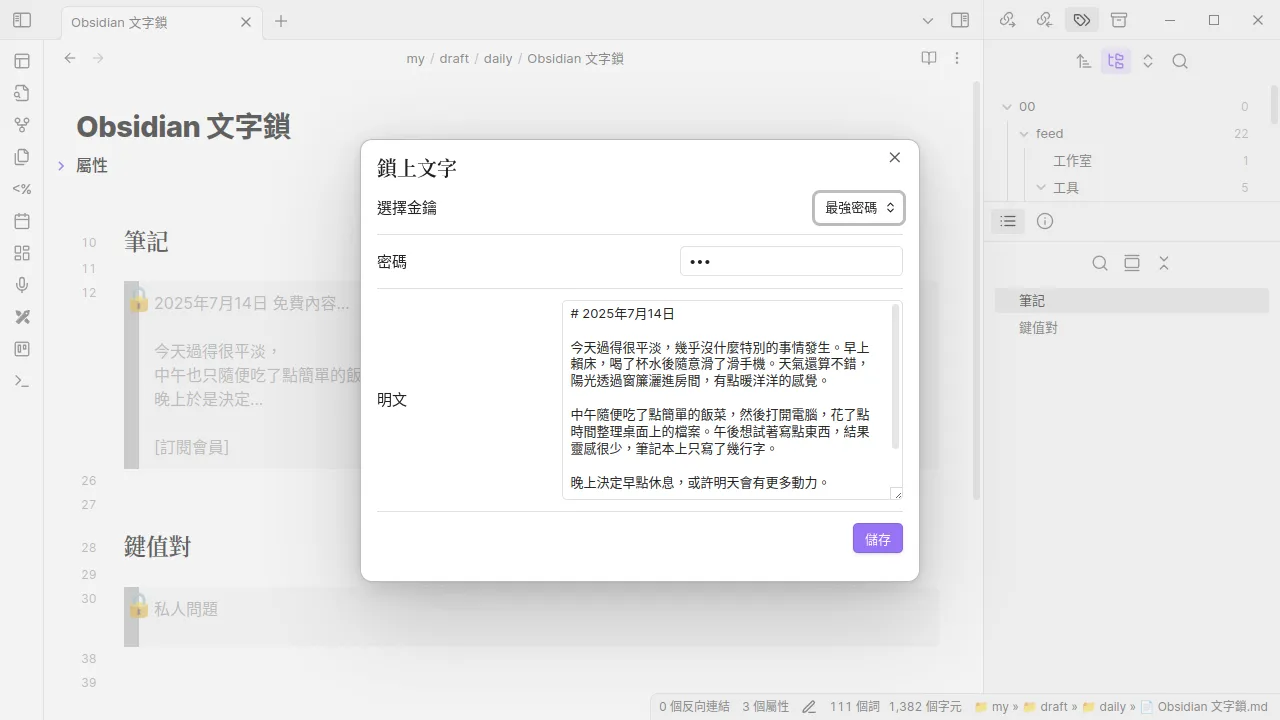 Obsidian 文字鎖
my / draft / daily / Obsidian 文字鎖
Obsidian 文字鎖
屬性
<%
10 筆記
11
12 2025年7月14日 免費內容...
今天過得很平淡，
中午也只隨便吃了點簡單的飯
晚上於是決定...
[訂閱會員]
26
27
28 鍵值對
29
30 私人問題
38
39
鎖上文字
選擇金鑰 最強密碼
密碼 •••
明文
# 2025年7月14日
今天過得很平淡，幾乎沒什麼特別的事情發生。早上
賴床，喝了杯水後隨意滑了滑手機。天氣還算不錯，
陽光透過窗簾灑進房間，有點暖洋洋的感覺。
中午隨便吃了點簡單的飯菜，然後打開電腦，花了點
時間整理桌面上的檔案。午後想試著寫點東西，結果
靈感很少，筆記本上只寫了幾行字。
晚上決定早點休息，或許明天會有更多動力。
儲存
00 0
feed 22
工作室 1
工具 5
筆記
鍵值對
0 個反向連結 3 個屬性 111 個詞 1,382 個字元 📁 my » 📁 draft » 📁 daily » 📄 Obsidian 文字鎖.md